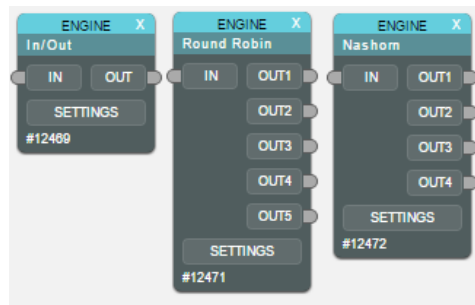 ENGINE X
In/Out
IN OUT
SETTINGS
#12469
ENGINE X
Round Robin
IN OUT1
OUT2
OUT3
OUT4
OUT5
SETTINGS
#12471
ENGINE X
Nashorn
IN OUT1
OUT2
OUT3
OUT4
SETTINGS
#12472